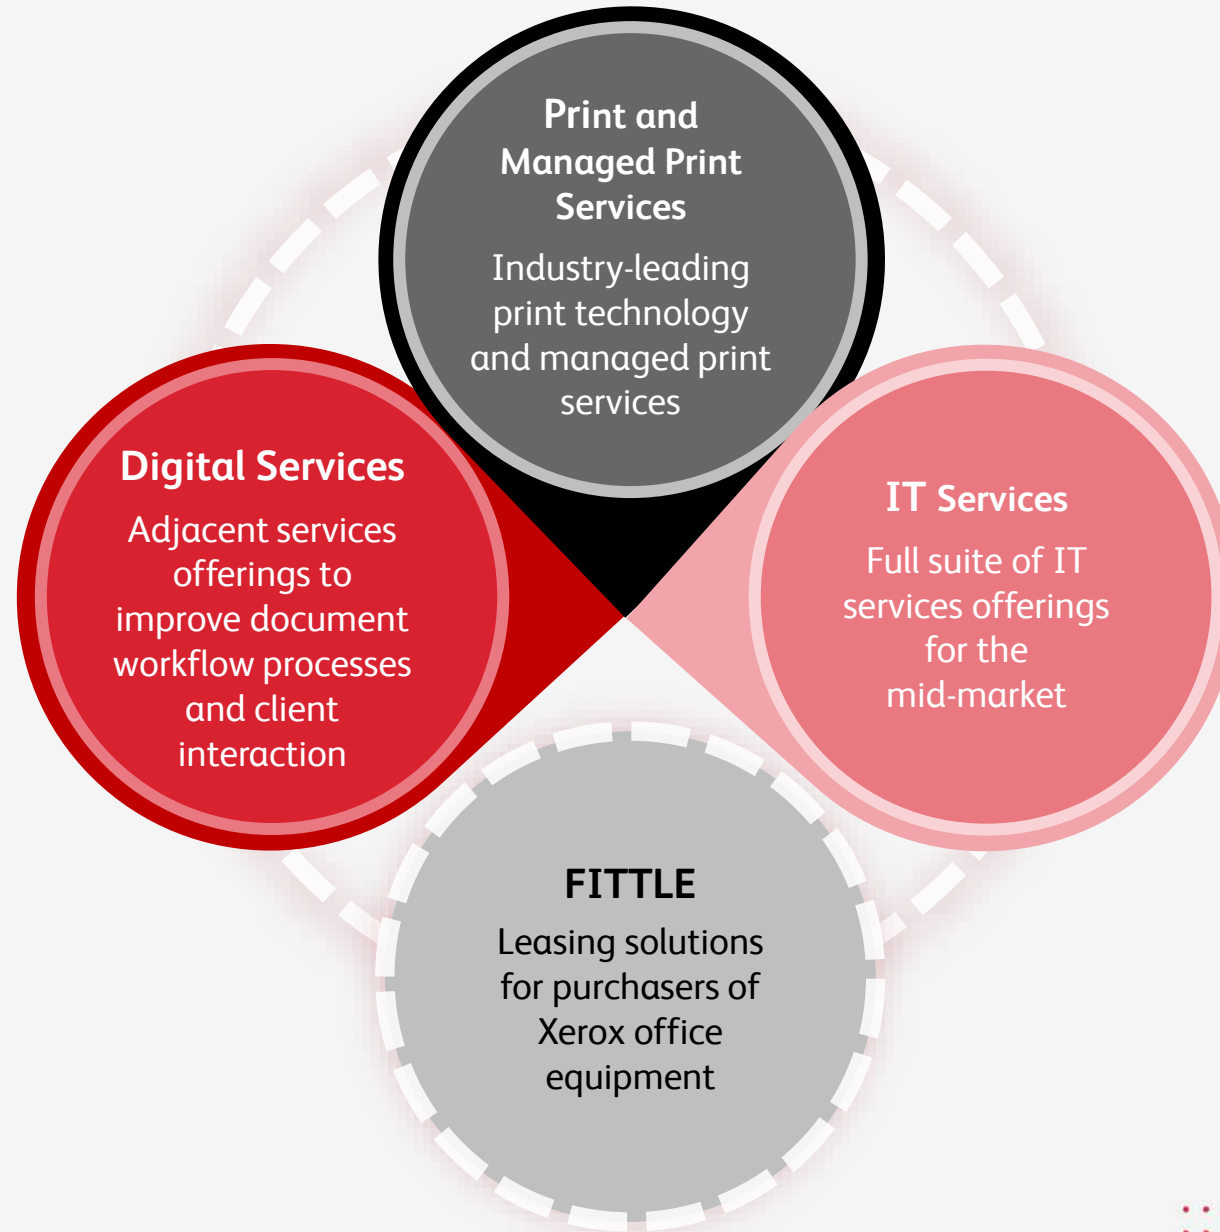 Print and
Managed Print
Services
Industry-leading
print technology
and managed print
services
Digital Services
Adjacent services
offerings to
improve document
workflow processes
and client
interaction
IT Services
Full suite of IT
services offerings
for the
mid-market
FITTLE
Leasing solutions
for purchasers of
Xerox office
equipment